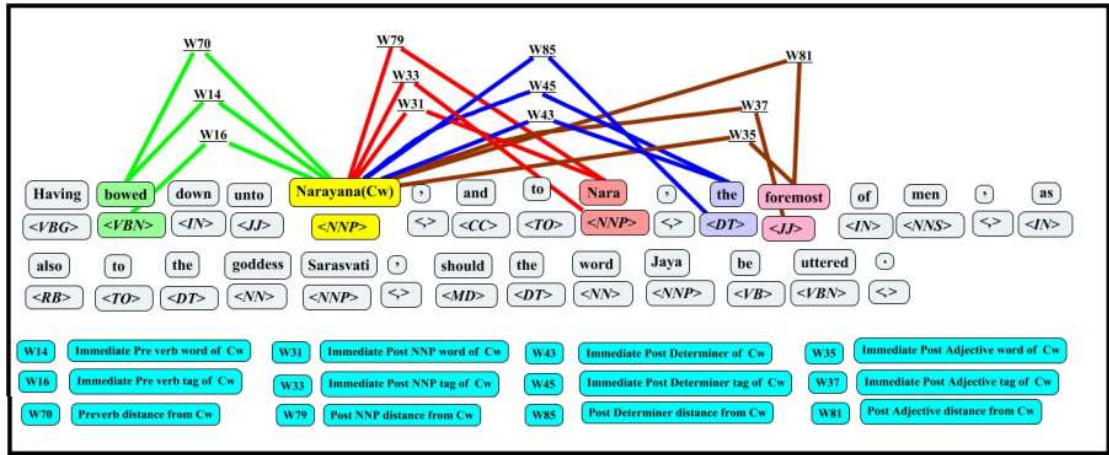 W70 W79 W85 W81
W33
W14 W31 W45 W37
W16 W43 W35
Having bowed down unto Narayana(Cw) , and to Nara , the foremost of men , as
<VBG> <VBN> <IN> <JJ> <NNP> <,> <CC> <TO> <NNP> <,> <DT> <JJ> <IN> <NNS> <,> <IN>
also to the goddess Sarasvati , should the word Jaya be uttered .
<RB> <TO> <DT> <NN> <NNP> <,> <MD> <DT> <NN> <NNP> <VB> <VBN> <,>
W14 Immediate Pre verb word of Cw W31 Immediate Post NNP word of Cw W43 Immediate Post Determiner of Cw W35 Immediate Post Adjective word of Cw
W16 Immediate Pre verb tag of Cw W33 Immediate Post NNP tag of Cw W45 Immediate Post Determiner tag of Cw W37 Immediate Post Adjective tag of Cw
W70 Preverb distance from Cw W79 Post NNP distance from Cw W85 Post Determiner distance from Cw W81 Post Adjective distance from Cw